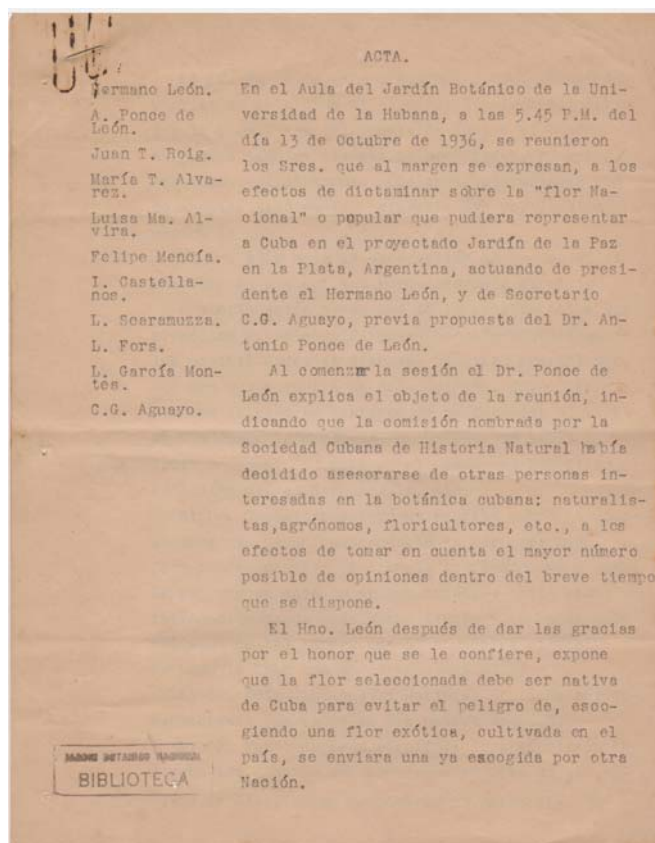 ACTA.
Hermano León.
A. Ponce de
León.
Juan T. Roig.
María T. Alva-
rez.
Luisa Ma. Al-
vira.
Felipe Mencía.
I. Castella-
nos.
L. Scaramuzza.
L. Fors.
L. García Mon-
tes.
C.G. Aguayo.
En el Aula del Jardín Botánico de la Uni-
versidad de la Habana, a las 5.45 P.M. del
día 13 de Octubre de 1936, se reunieron
los Sres. que al margen se expresan, a los
efectos de dictaminar sobre la "flor Na-
cional" o popular que pudiera representar
a Cuba en el proyectado Jardín de la Paz
en la Plata, Argentina, actuando de presi-
dente el Hermano León, y de Secretario
C.G. Aguayo, previa propuesta del Dr. An-
tonio Ponce de León.
Al comenzar la sesión el Dr. Ponce de
León explica el objeto de la reunión, in-
dicando que la comisión nombrada por la
Sociedad Cubana de Historia Natural había
decidido asesorarse de otras personas in-
teresadas en la botánica cubana: naturalis-
tas,agrónomos, floricultores, etc., a los
efectos de tomar en cuenta el mayor número
posible de opiniones dentro del breve tiempo
que se dispone.
El Hno. León después de dar las gracias
por el honor que se le confiere, expone
que la flor seleccionada debe ser nativa
de Cuba para evitar el peligro de, esco-
giendo una flor exótica, cultivada en el
país, se enviara una ya escogida por otra
Nación.
JARDIN BOTANICO NACIONAL
BIBLIOTECA